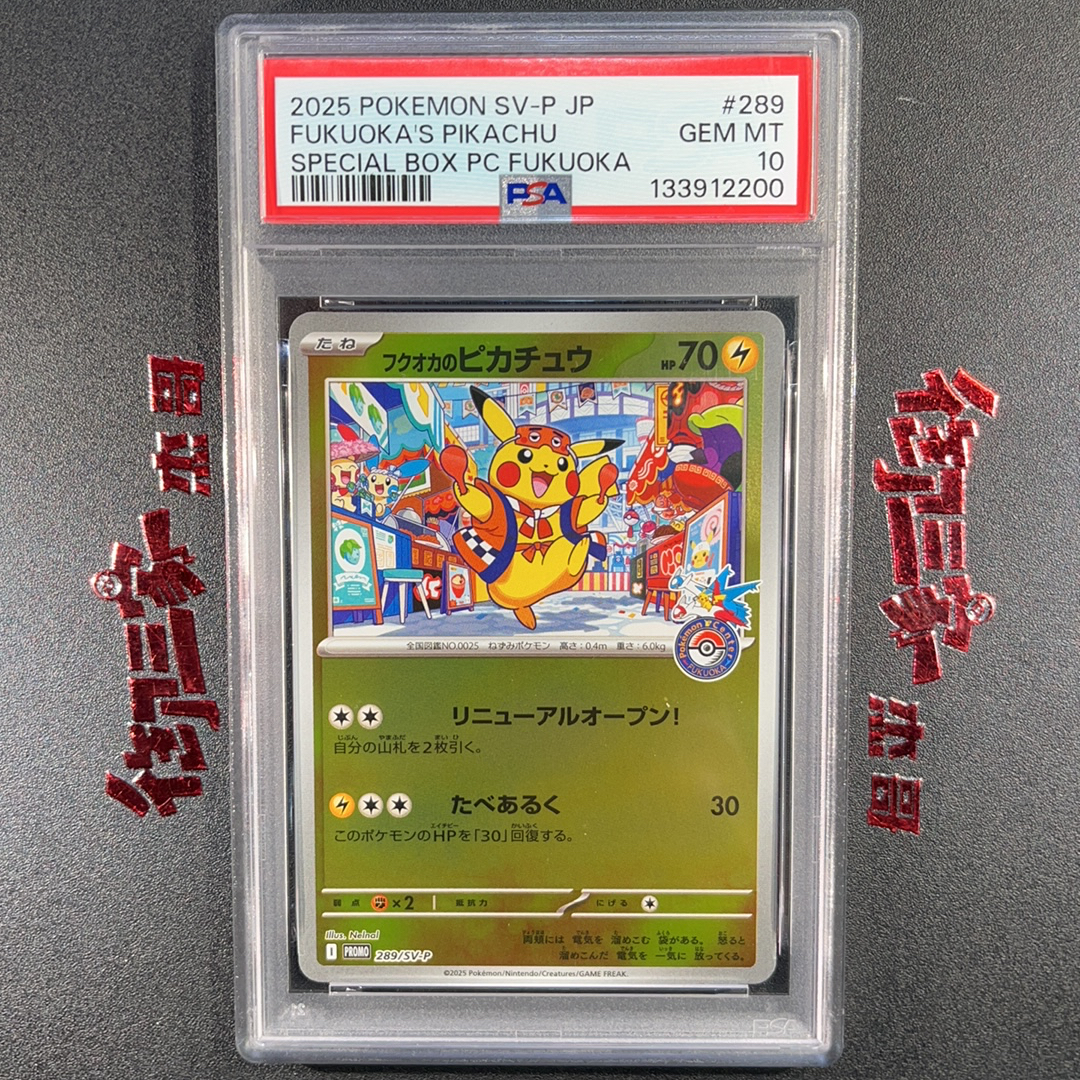 2025 POKEMON SV-P JP #289
FUKUOKA'S PIKACHU GEM MT
SPECIAL BOX PC FUKUOKA 10
PSA 133912200
たね フクオカのピカチュウ HP70
全国図鑑NO.0025 ねずみポケモン 高さ:0.4m 重さ:6.0kg
Pokémon Center
FUKUOKA
リニューアルオープン!
自分の山札を2枚引く。
たべあるく 30
このポケモンのHPを「30」回復する。
弱点 ×2 抵抗力 にげる
Illus. Nelnal
両頬には 電気を 溜めこむ 袋がある。 怒ると
溜めこんだ 電気を 一気に 放ってくる。
I PROMO 289/SV-P
©2025 Pokémon/Nintendo/Creatures/GAME FREAK.
杰哥
杰哥